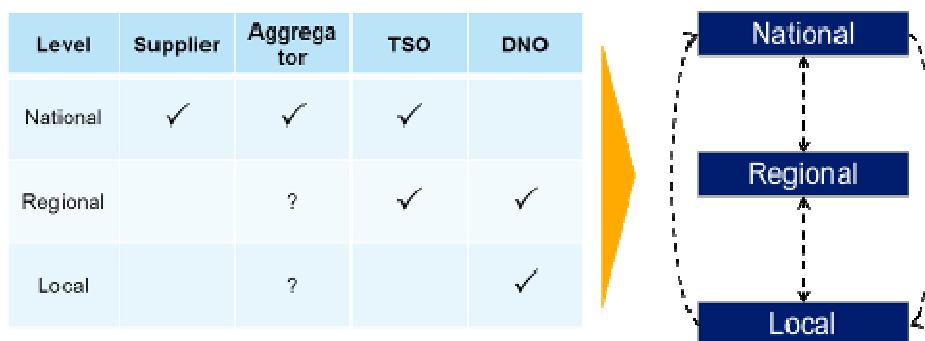 Level Supplier Aggrega
tor TSO DNO
National ✓ ✓ ✓
Regional ? ✓ ✓
Local ? ✓
National
Regional
Local